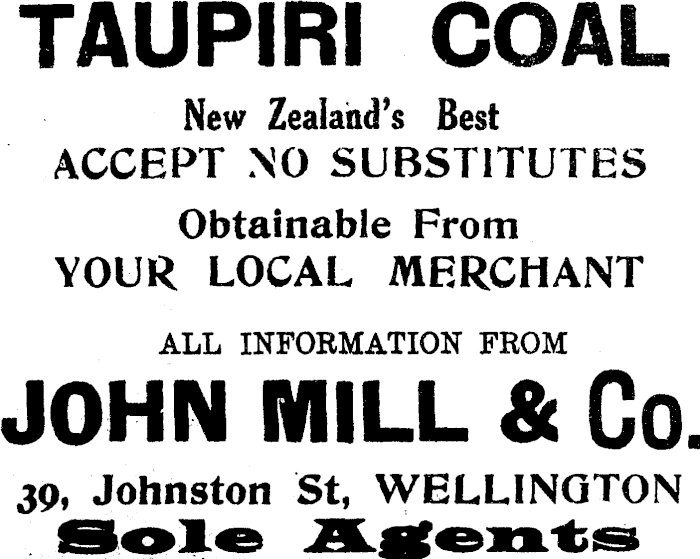 TAUPIRI COAL
New Zealand's Best
ACCEPT NO SUBSTITUTES
Obtainable From
YOUR LOCAL MERCHANT
ALL INFORMATION FROM
JOHN MILL & Co.
39, Johnston St, WELLINGTON
Sole Agents